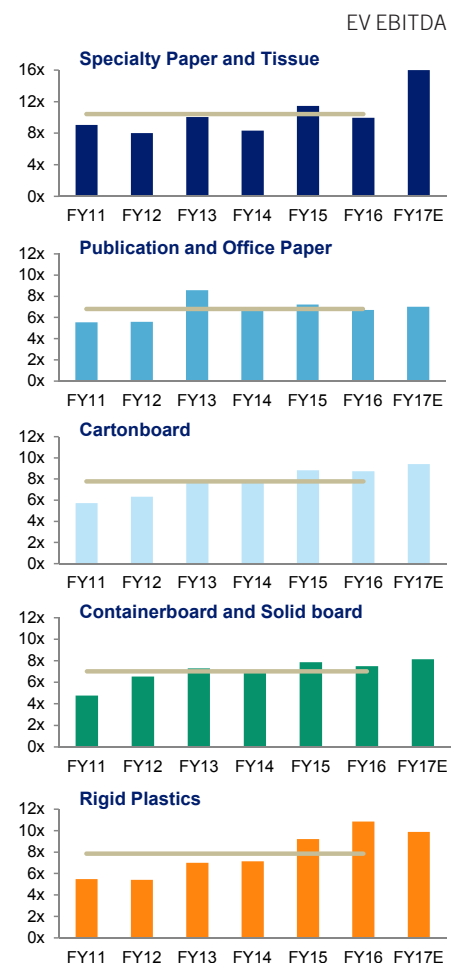 EV EBITDA
Specialty Paper and Tissue
16x
12x
8x
4x
0x
FY11 FY12 FY13 FY14 FY15 FY16 FY17E
Publication and Office Paper
12x
10x
8x
6x
4x
2x
0x
FY11 FY12 FY13 FY14 FY15 FY16 FY17E
Cartonboard
12x
10x
8x
6x
4x
2x
0x
FY11 FY12 FY13 FY14 FY15 FY16 FY17E
Containerboard and Solid board
12x
10x
8x
6x
4x
2x
0x
FY11 FY12 FY13 FY14 FY15 FY16 FY17E
Rigid Plastics
12x
10x
8x
6x
4x
2x
0x
FY11 FY12 FY13 FY14 FY15 FY16 FY17E